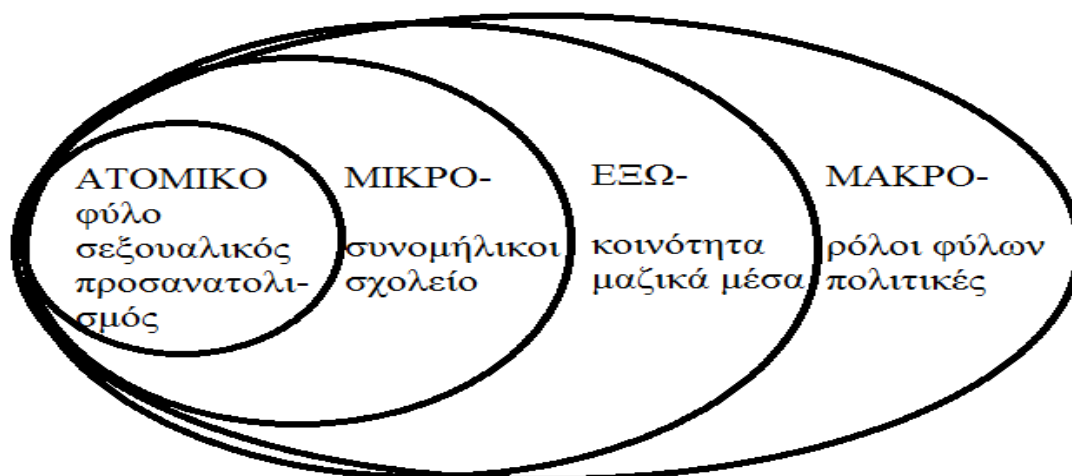 ΑΤΟΜΙΚΟ
φύλο
σεξουαλικός
προσανατολι-
σμός
ΜΙΚΡΟ-
συνομήλικοι
σχολείο
ΕΞΩ-
κοινότητα
μαζικά μέσα
ΜΑΚΡΟ-
ρόλοι φύλων
πολιτικές